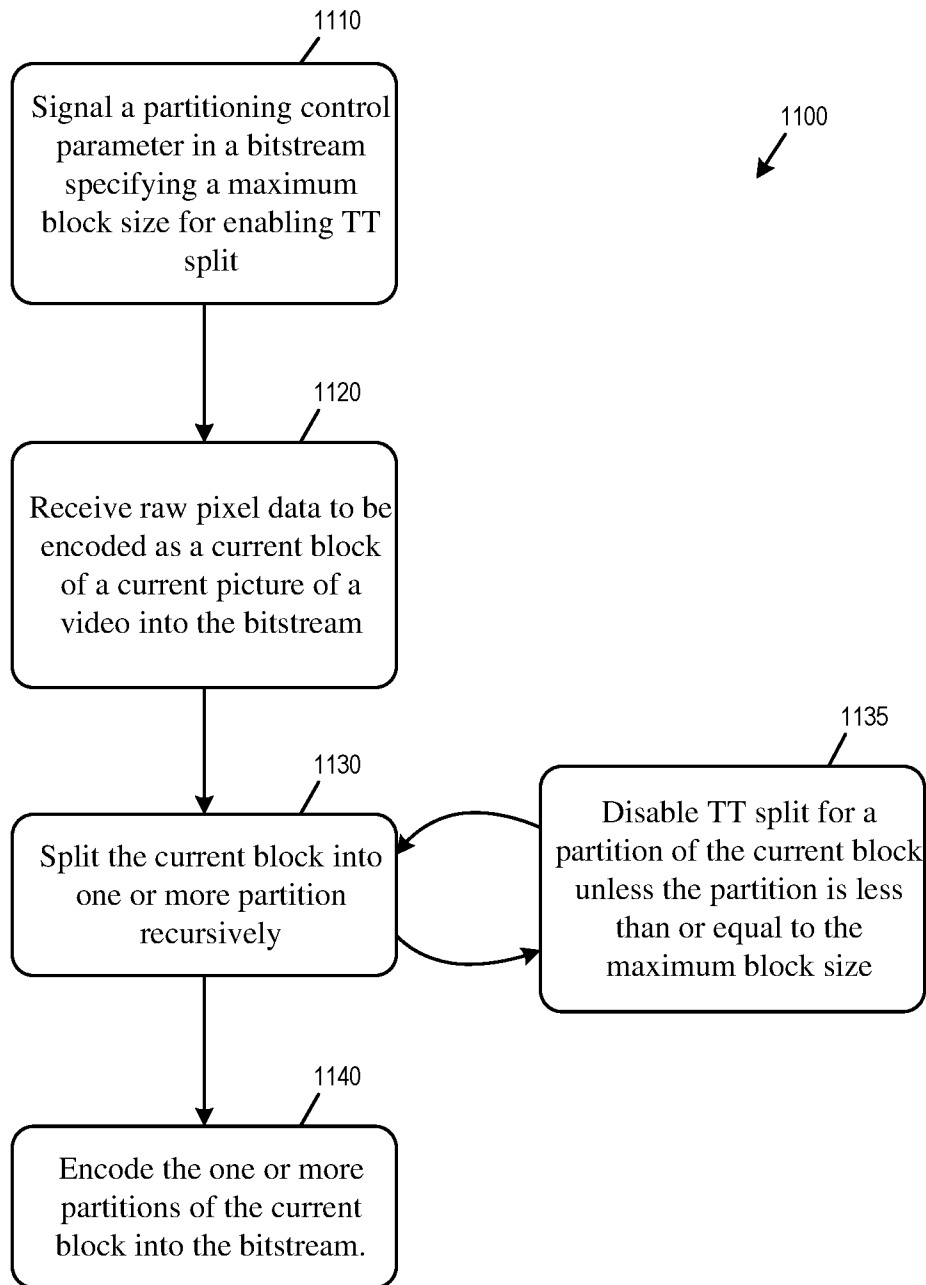 1110
Signal a partitioning control
parameter in a bitstream
specifying a maximum
block size for enabling TT
split
1100
1120
Receive raw pixel data to be
encoded as a current block
of a current picture of a
video into the bitstream
1130
Split the current block into
one or more partition
recursively
1135
Disable TT split for a
partition of the current block
unless the partition is less
than or equal to the
maximum block size
1140
Encode the one or more
partitions of the current
block into the bitstream.